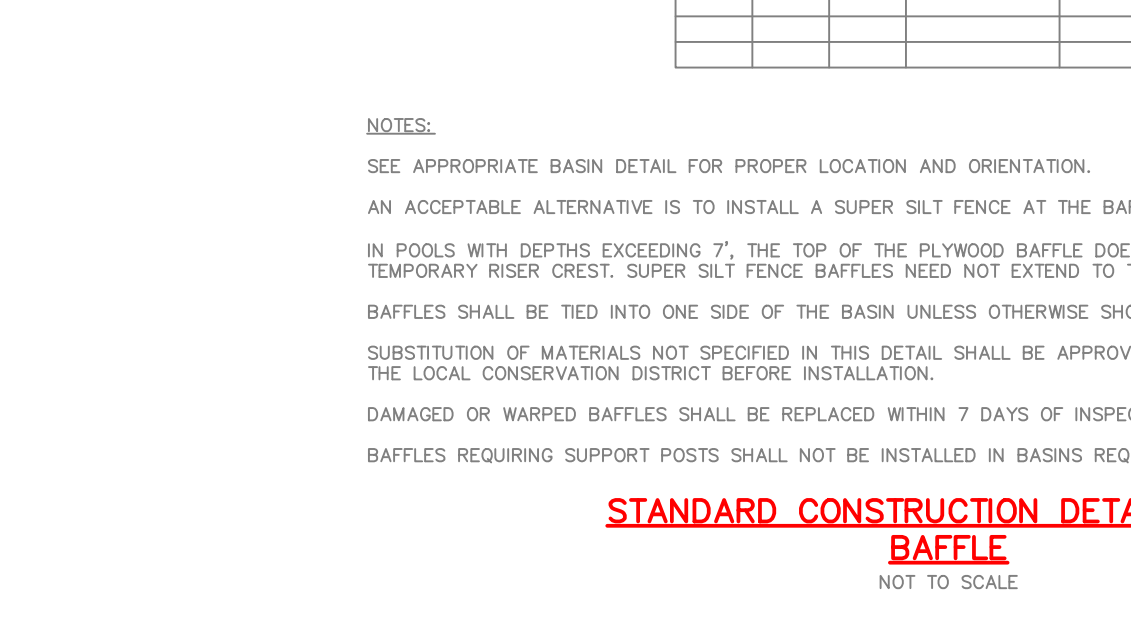 NOTES:
SEE APPROPRIATE BASIN DETAIL FOR PROPER LOCATION AND ORIENTATION.
AN ACCEPTABLE ALTERNATIVE IS TO INSTALL A SUPER SILT FENCE AT THE
IN POOLS WITH DEPTHS EXCEEDING 7', THE TOP OF THE PLYWOOD BAFFLE
TEMPORARY RISER CREST. SUPER SILT FENCE BAFFLES NEED NOT EXTEND TO
BAFFLES SHALL BE TIED INTO ONE SIDE OF THE BASIN UNLESS OTHERWISE
SUBSTITUTION OF MATERIALS NOT SPECIFIED IN THIS DETAIL SHALL BE
THE LOCAL CONSERVATION DISTRICT BEFORE INSTALLATION.
DAMAGED OR WARPED BAFFLES SHALL BE REPLACED WITHIN 7 DAYS OF
BAFFLES REQUIRING SUPPORT POSTS SHALL NOT BE INSTALLED IN BASINS
STANDARD CONSTRUCTION
BAFFLE
NOT TO SCALE